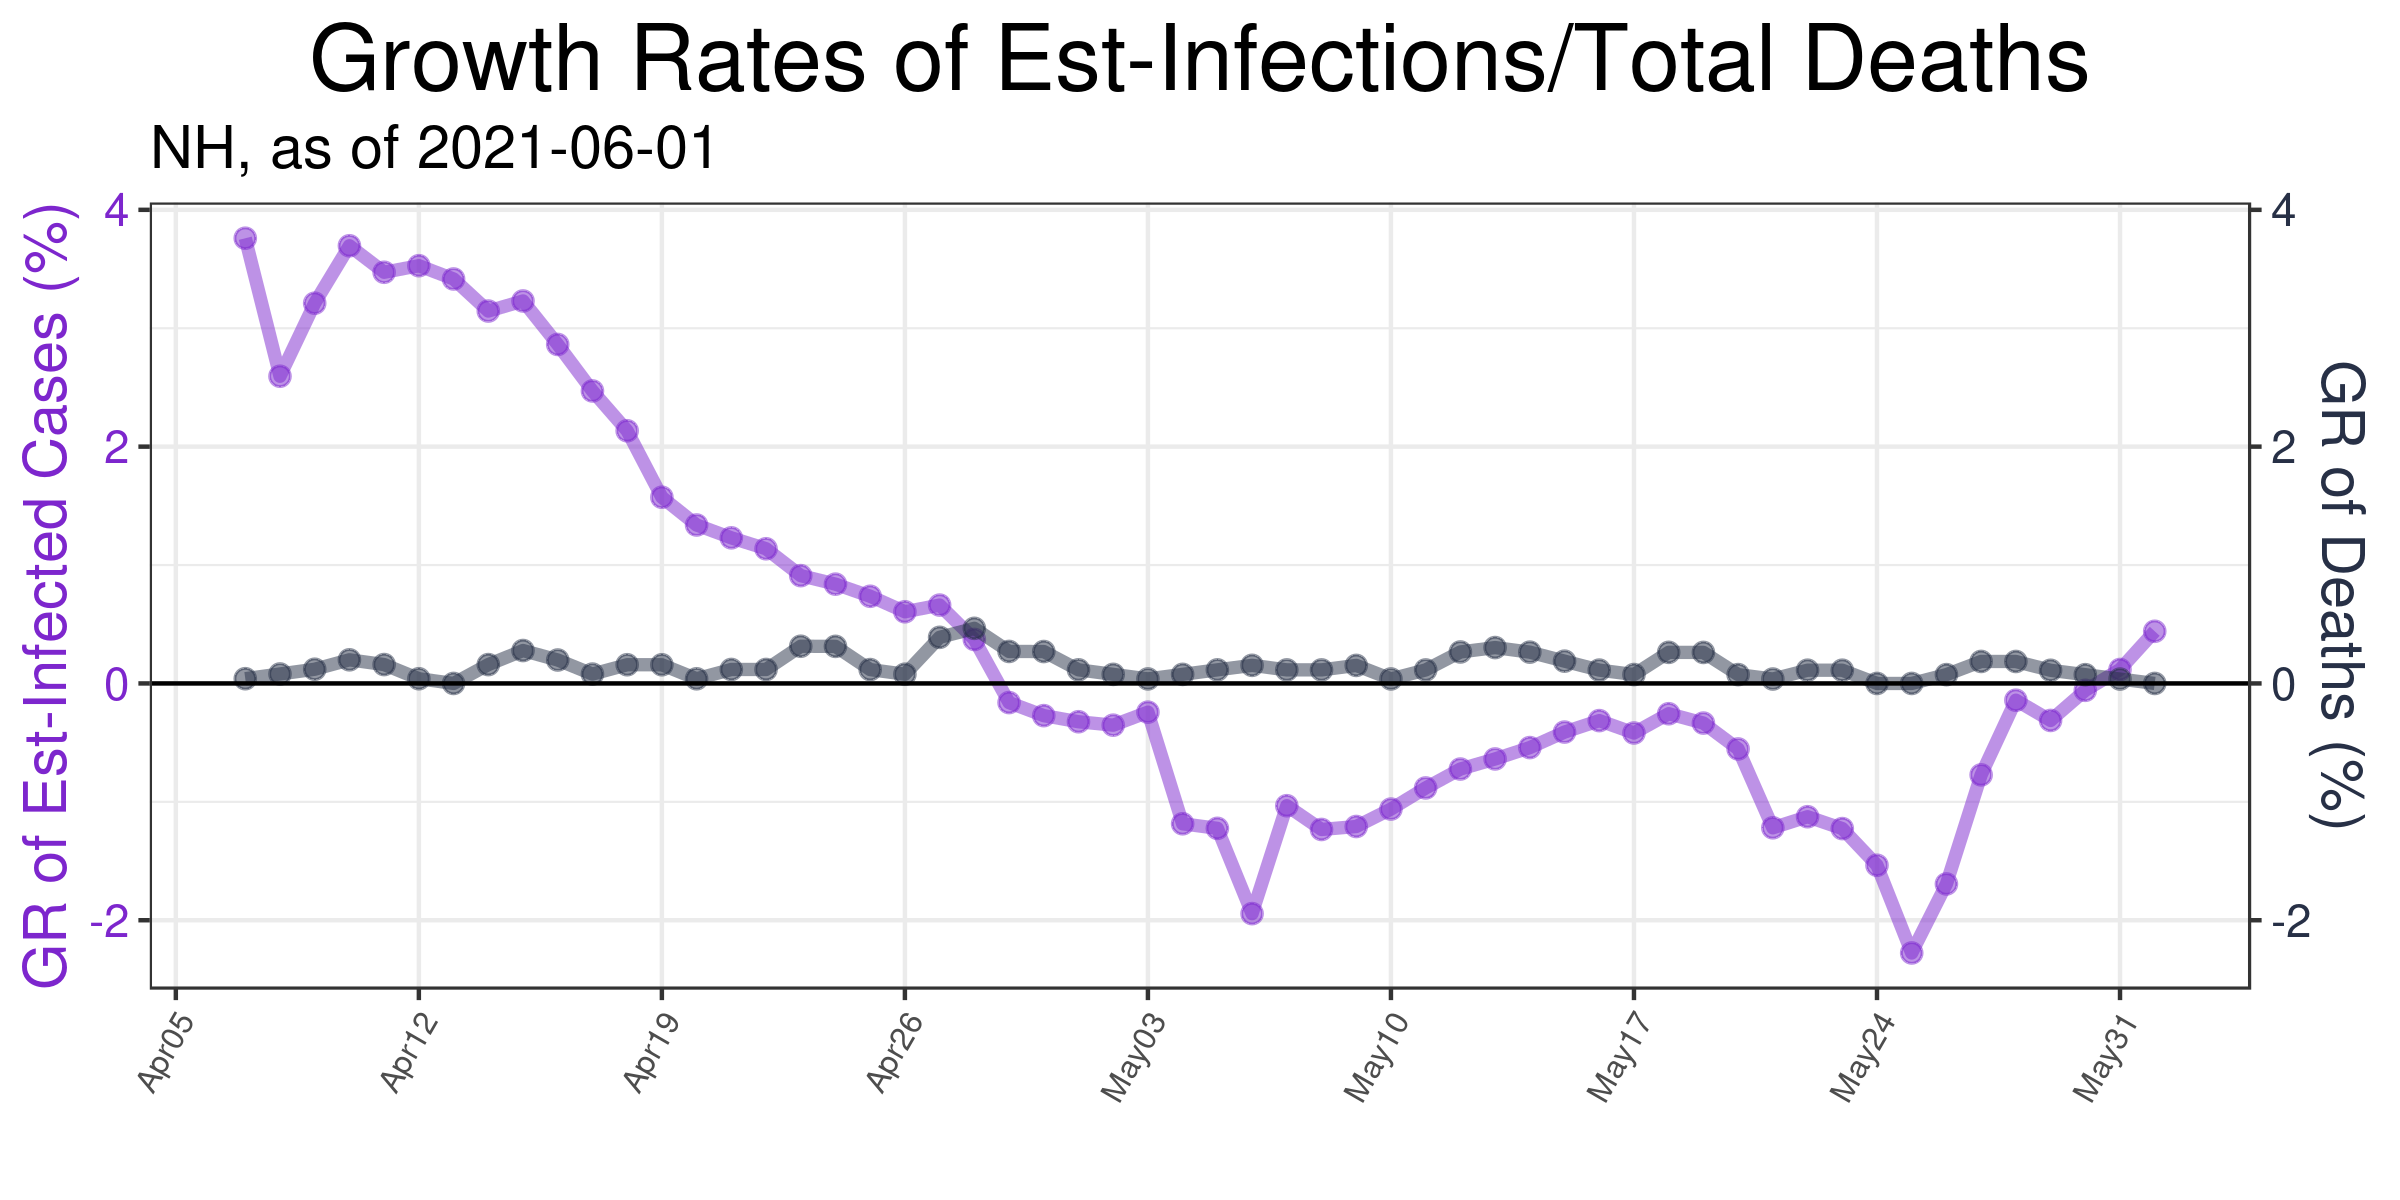 Growth Rates of Est-Infections/Total Deaths
NH, as of 2021-06-01
GR of Est-Infected Cases (%)
4
2
0
-2
4
2
0
-2
GR of Deaths (%)
Apr05
Apr12
Apr19
Apr26
May03
May10
May17
May24
May31